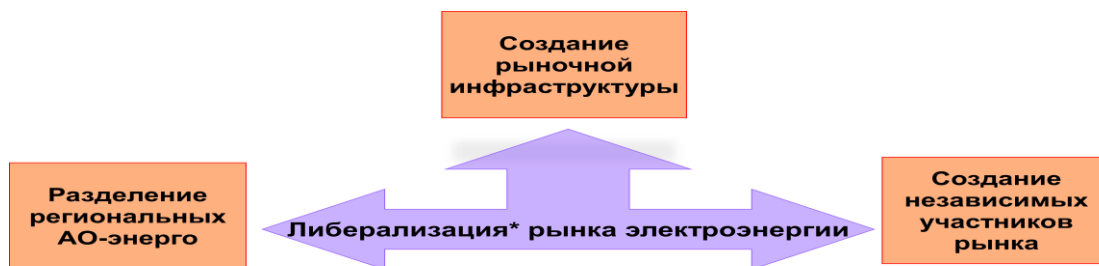 Создание
рыночной
инфраструктуры
Разделение
региональных
АО-энерго
Либерализация* рынка электроэнергии
Создание
независимых
участников
рынка